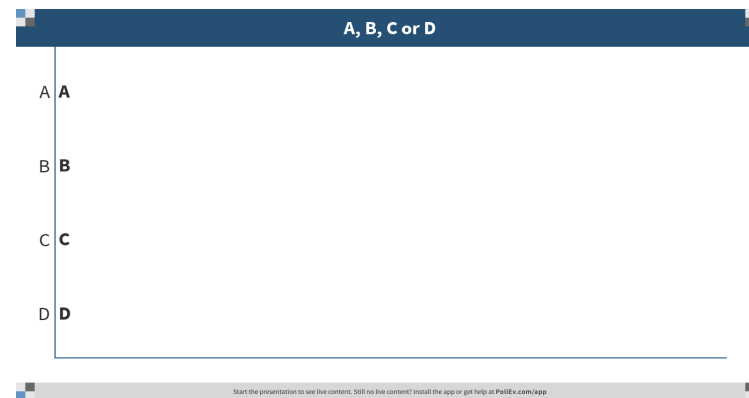 A, B, C or D
A A
B B
C C
D D
Start the presentation to see live content. Still no live content? Install the app or get help at PollEv.com/app